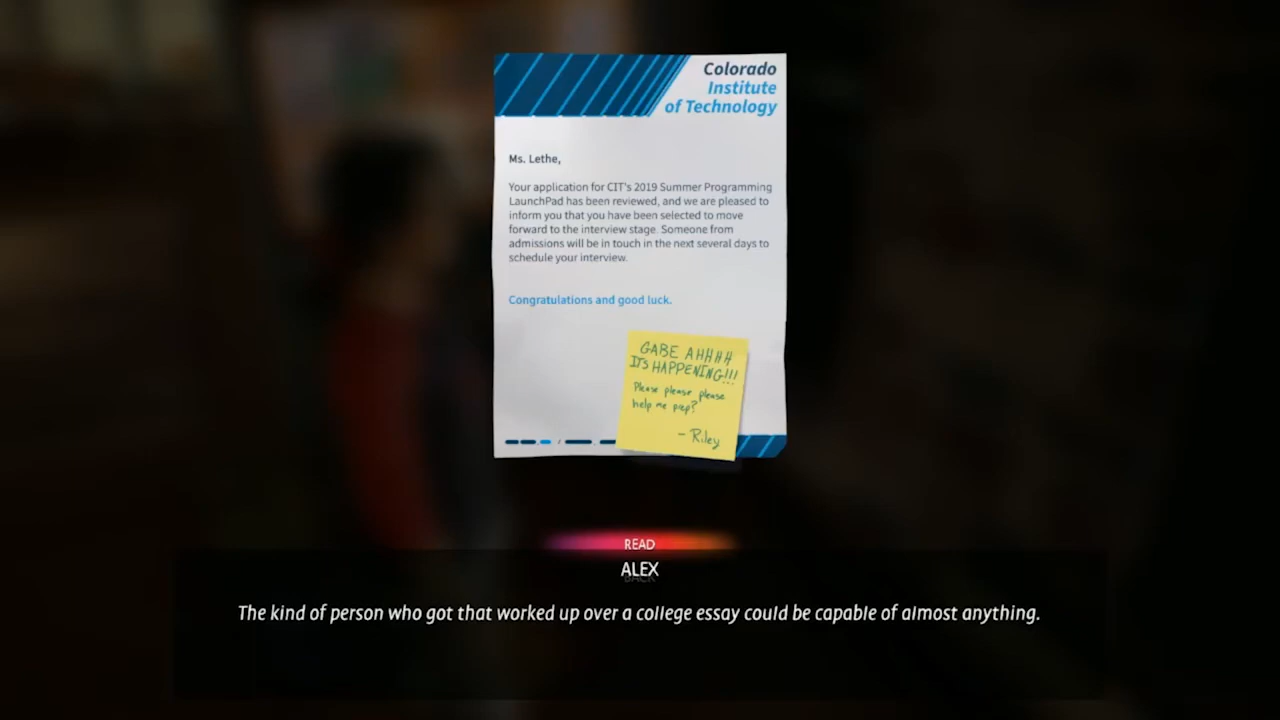 Colorado
Institute
of Technology
Ms. Lethe,
Your application for CIT's 2019 Summer Programming
LaunchPad has been reviewed, and we are pleased to
inform you that you have been selected to move
forward to the interview stage. Someone from
admissions will be in touch in the next several days to
schedule your interview.
Congratulations and good luck.
GABE AHHHH
ITS HAPPENING!!!
Please please please
help me prep?
- Riley
READ
ALEX
BACK
The kind of person who got that worked up over a college essay could be capable of almost anything.